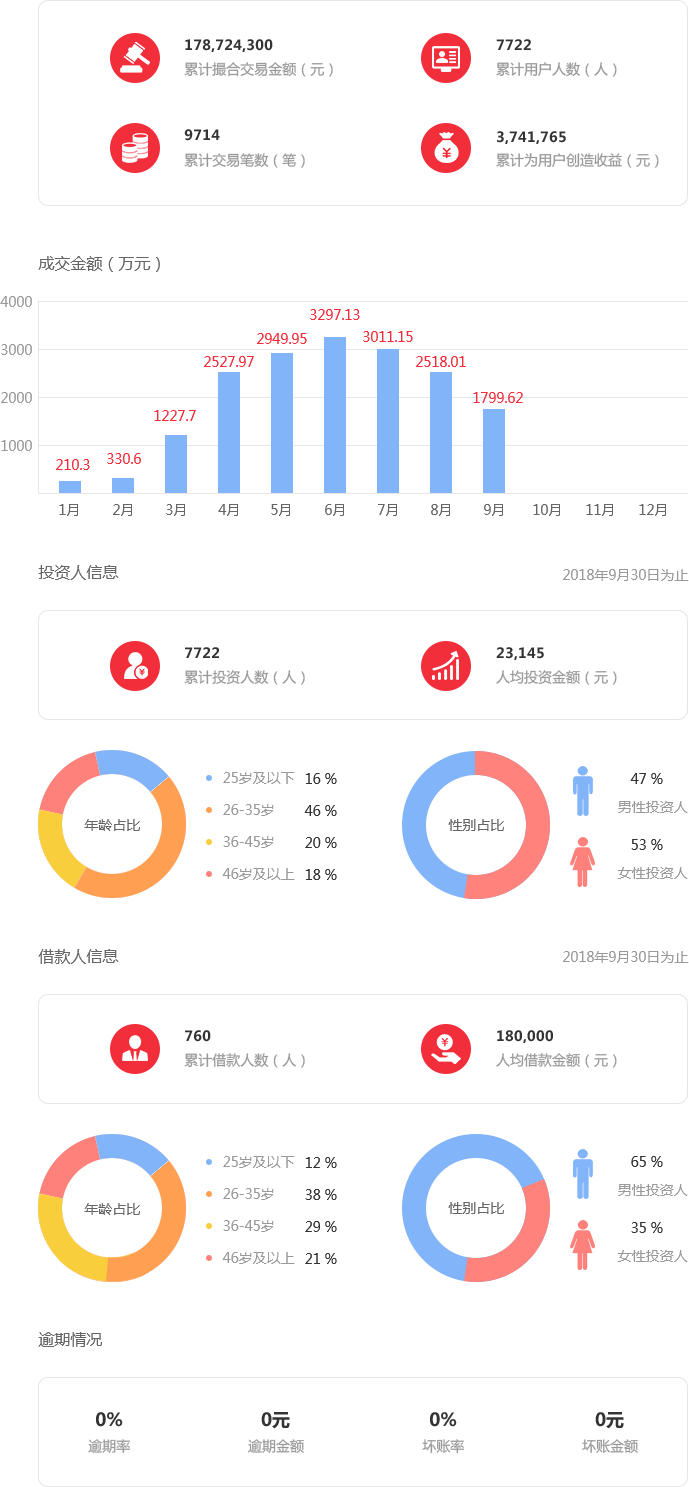 178,724,300
累计撮合交易金额（元）
7722
累计用户人数（人）
9714
累计交易笔数（笔）
3,741,765
累计为用户创造收益（元）
成交金额（万元）
4000
3000
2000
1000
210.3
330.6
1227.7
2527.97
2949.95
3297.13
3011.15
2518.01
1799.62
1月 2月 3月 4月 5月 6月 7月 8月 9月 10月 11月 12月
投资人信息
2018年9月30日为止
7722
累计投资人数（人）
23,145
人均投资金额（元）
年龄占比
25岁及以下 16 %
26-35岁 46 %
36-45岁 20 %
46岁及以上 18 %
性别占比
47 %
男性投资人
53 %
女性投资人
借款人信息
2018年9月30日为止
760
累计借款人数（人）
180,000
人均借款金额（元）
年龄占比
25岁及以下 12 %
26-35岁 38 %
36-45岁 29 %
46岁及以上 21 %
性别占比
65 %
男性投资人
35 %
女性投资人
逾期情况
0%
逾期率
0元
逾期金额
0%
坏账率
0元
坏账金额